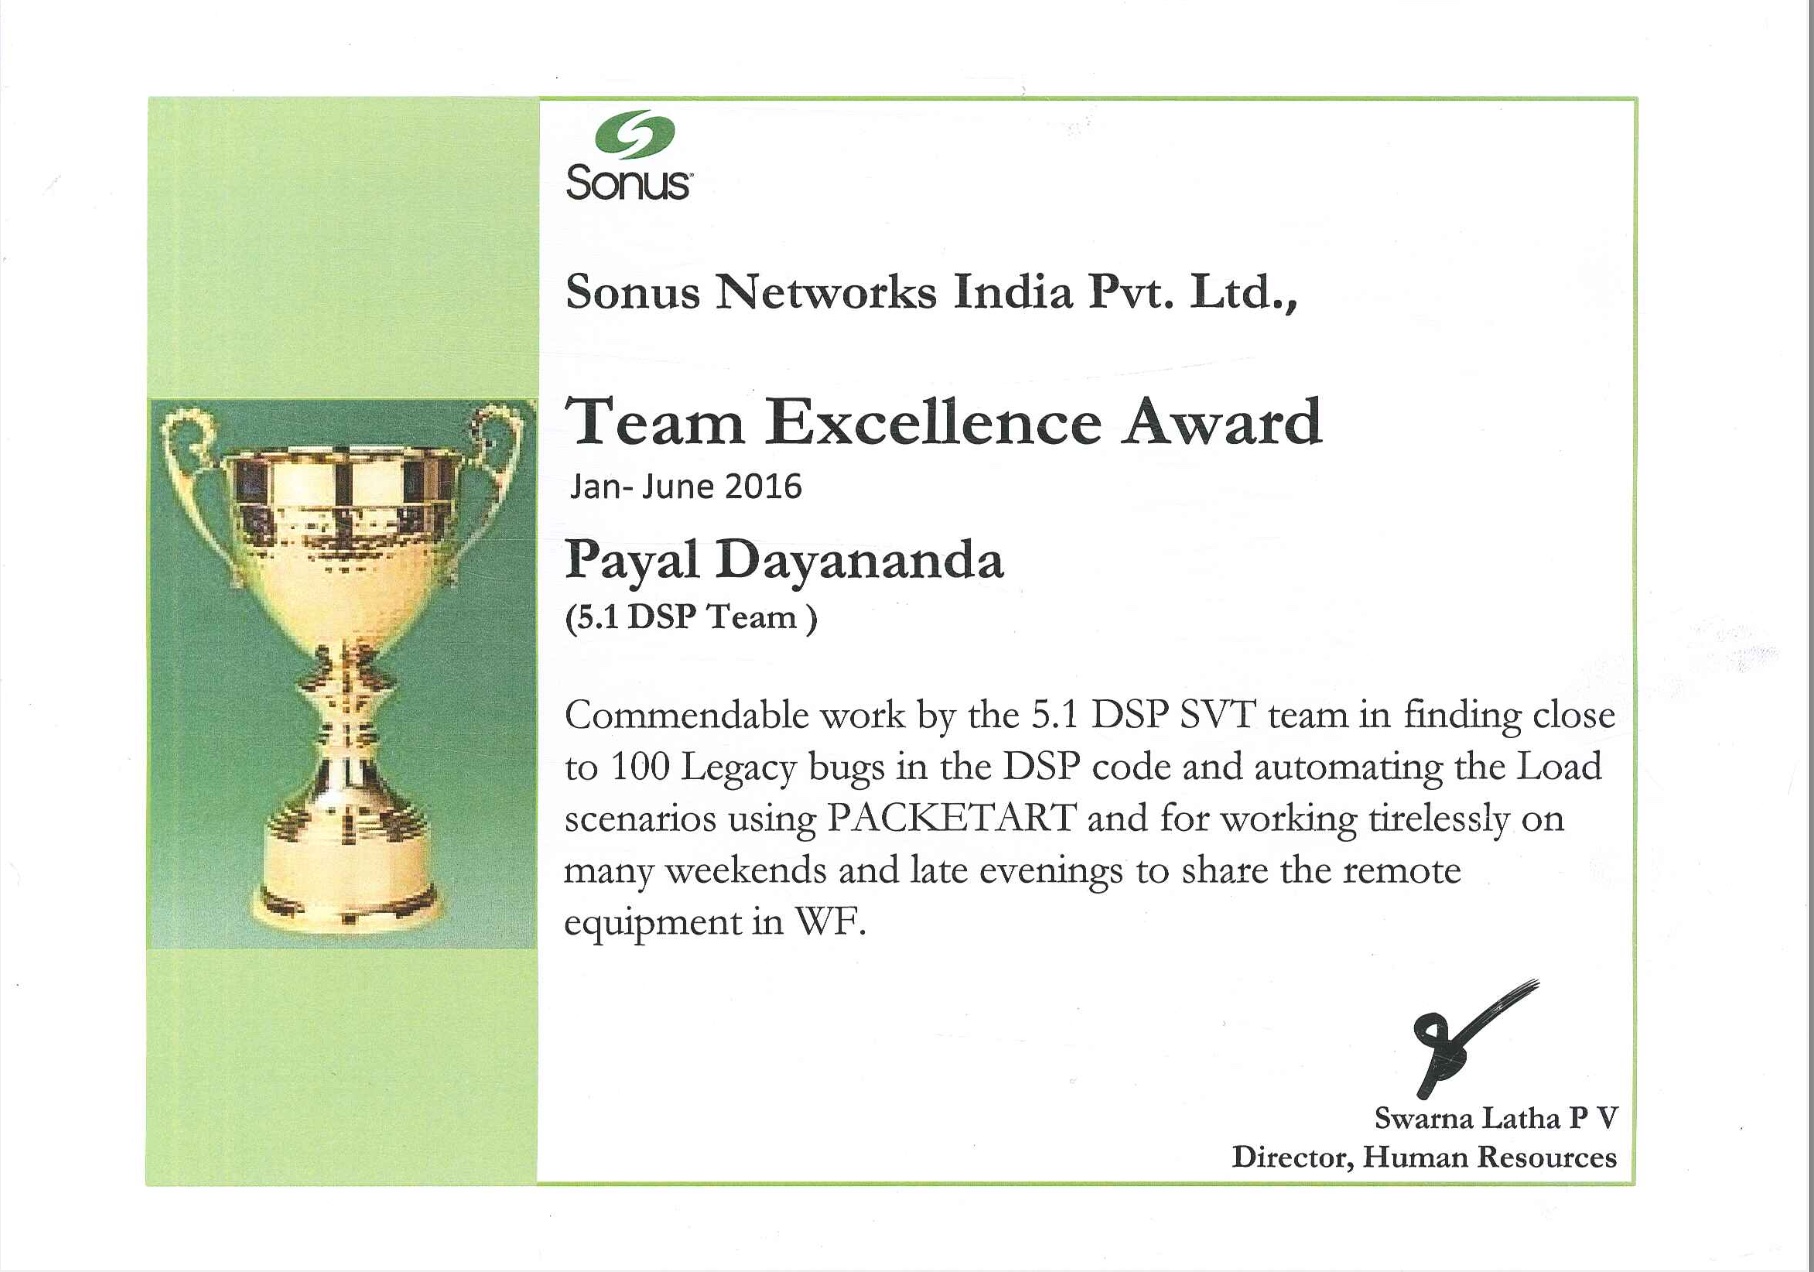 Sonus
Sonus Networks India Pvt. Ltd.,
Team Excellence Award
Jan- June 2016
Payal Dayananda
(5.1 DSP Team )
Commendable work by the 5.1 DSP SVT team in finding close
to 100 Legacy bugs in the DSP code and automating the Load
scenarios using PACKETART and for working tirelessly on
many weekends and late evenings to share the remote
equipment in WF.
Swarna Latha P V
Director, Human Resources